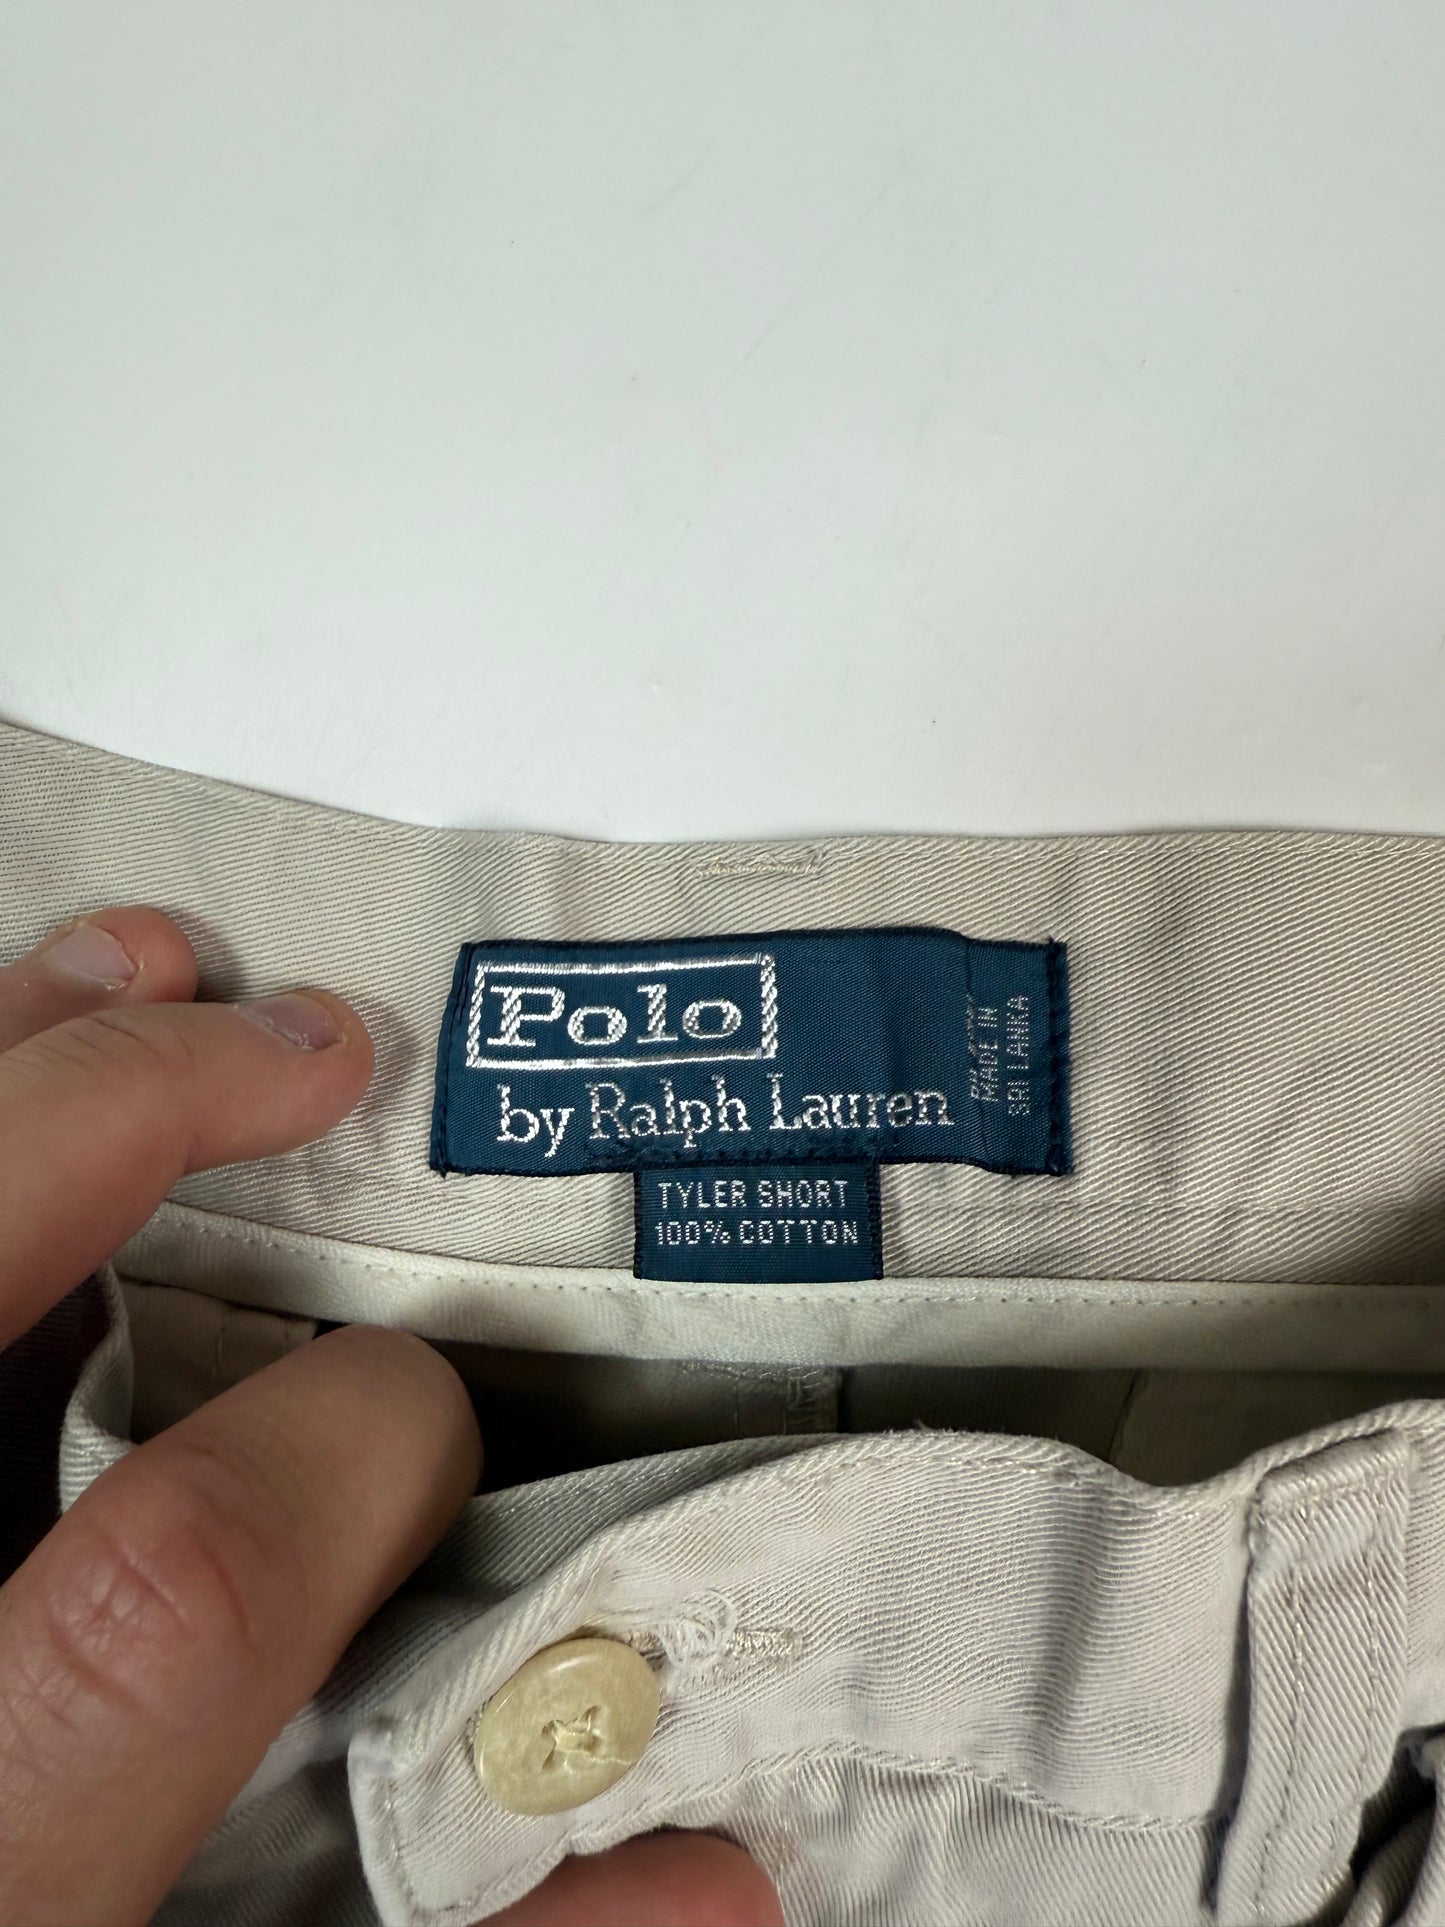 Polo
by Ralph Lauren
MADE IN
SRI LANKA
TYLER SHORT
100% COTTON